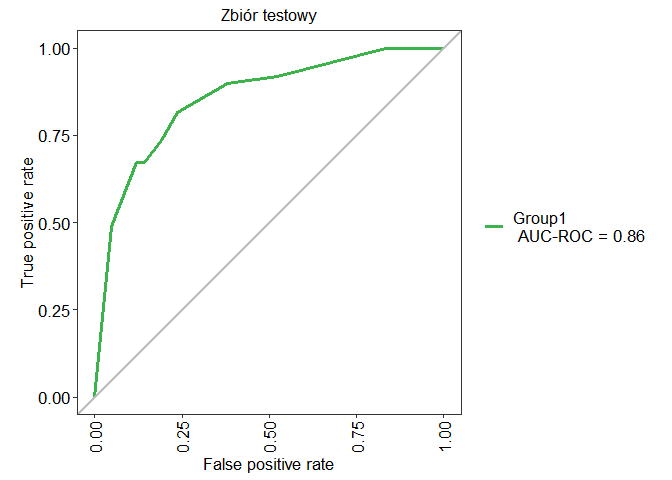 Zbiór testowy
True positive rate
1.00
0.75
0.50
0.25
0.00
0.00
0.25
0.50
0.75
1.00
False positive rate
Group1
AUC-ROC = 0.86